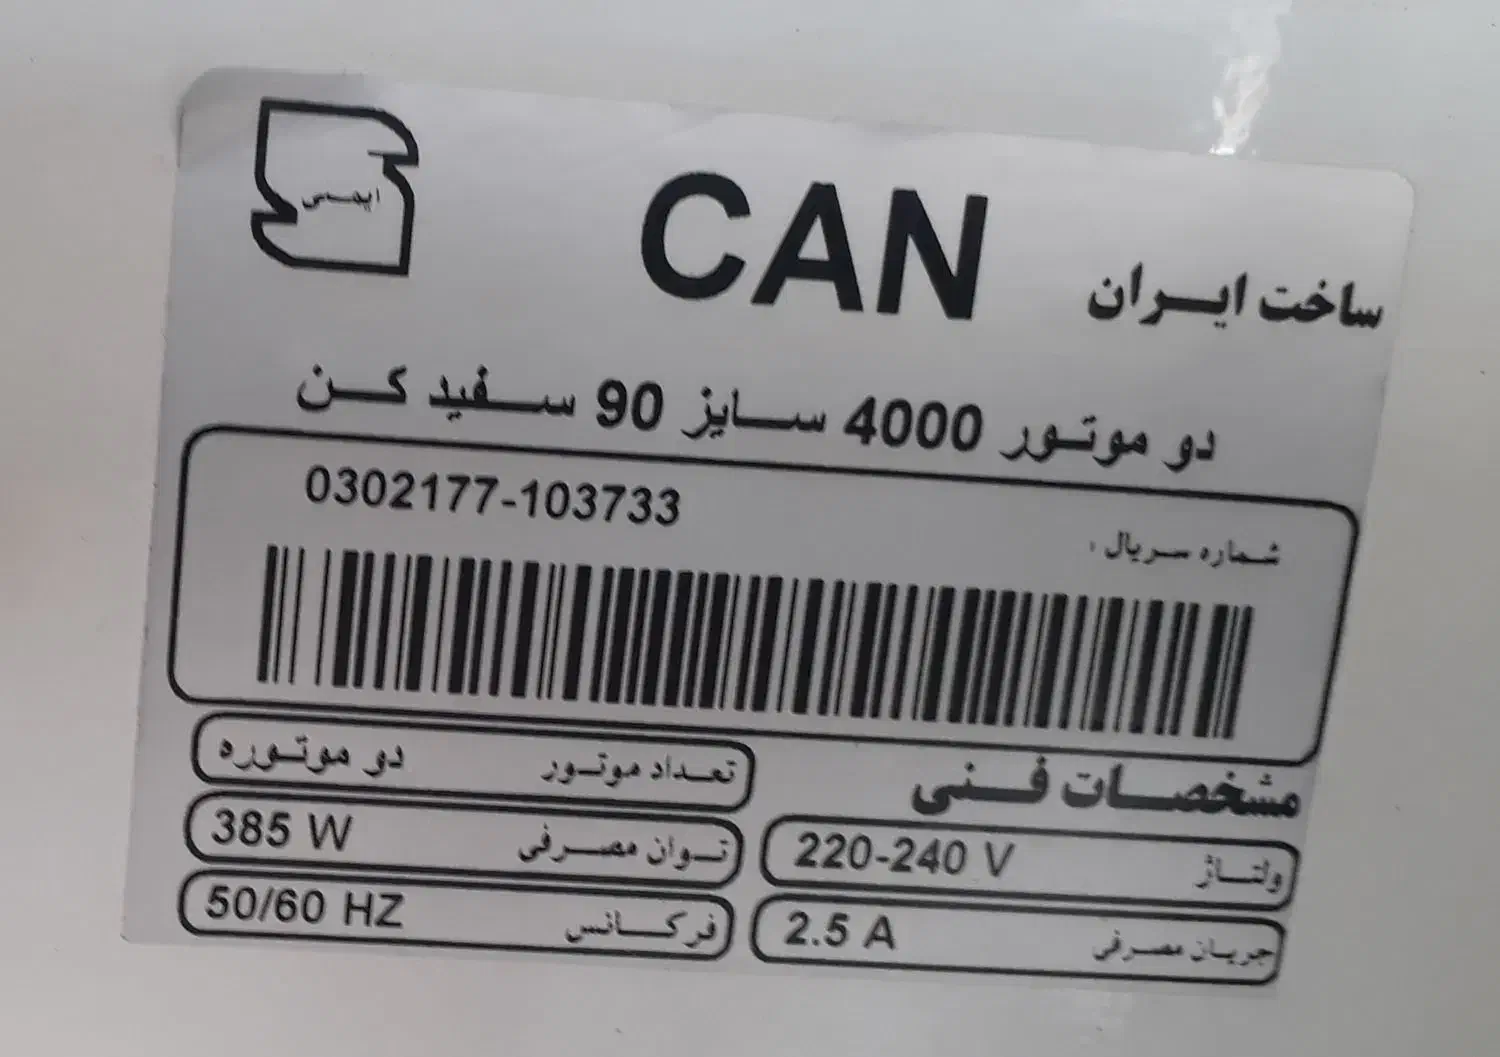 ایمنی
CAN
ساخت ایران
دو موتور 4000 سایز 90 سفید کن
0302177-103733
شماره سریال :
مشخصات فنی
تعداد موتور دو موتوره
ولتاژ 220-240 V
توان مصرفی 385 W
جریان مصرفی 2.5 A
فرکانس 50/60 HZ